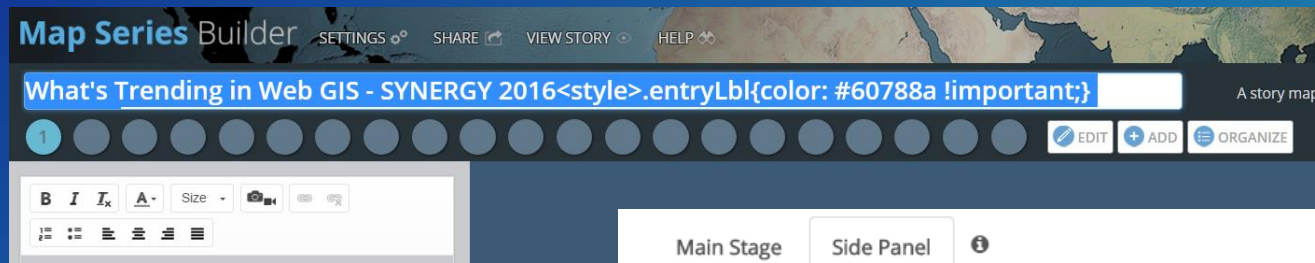 Map Series Builder SETTINGS SHARE VIEW STORY HELP
What's Trending in Web GIS - SYNERGY 2016<style>.entryLbl{color: #60788a !important;}
A story map
1 EDIT ADD ORGANIZE
B I Tx A Size
Main Stage Side Panel